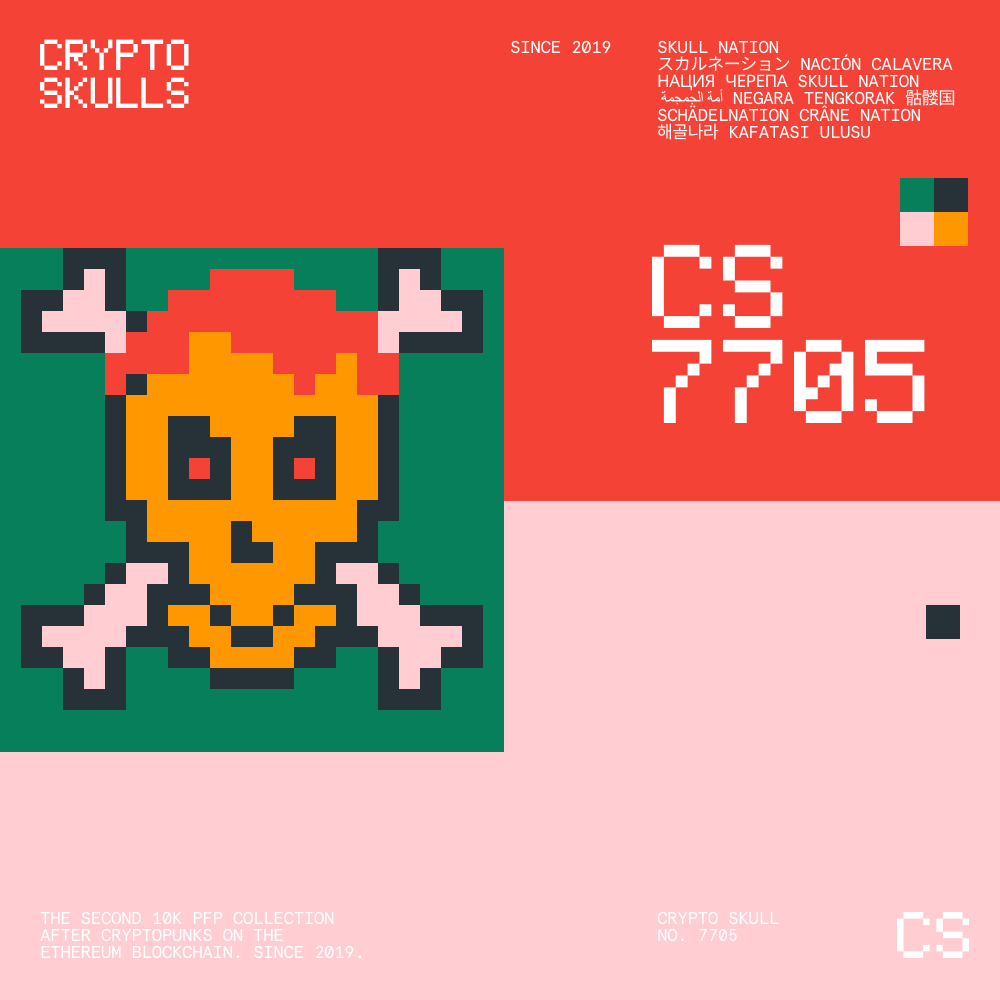 CRYPTO
SKULLS
SINCE 2019
SKULL NATION
スカルネーション NACIÓN CALAVERA
НАЦИЯ ЧЕРЕПА SKULL NATION
أمة الجمجمة NEGARA TENGKORAK 骷髅国
SCHÄDELNATION CRÂNE NATION
해골나라 KAFATASI ULUSU
CS
7705
THE SECOND 10K PFP COLLECTION
AFTER CRYPTOPUNKS ON THE
ETHEREUM BLOCKCHAIN. SINCE 2019.
CRYPTO SKULL
NO. 7705
CS